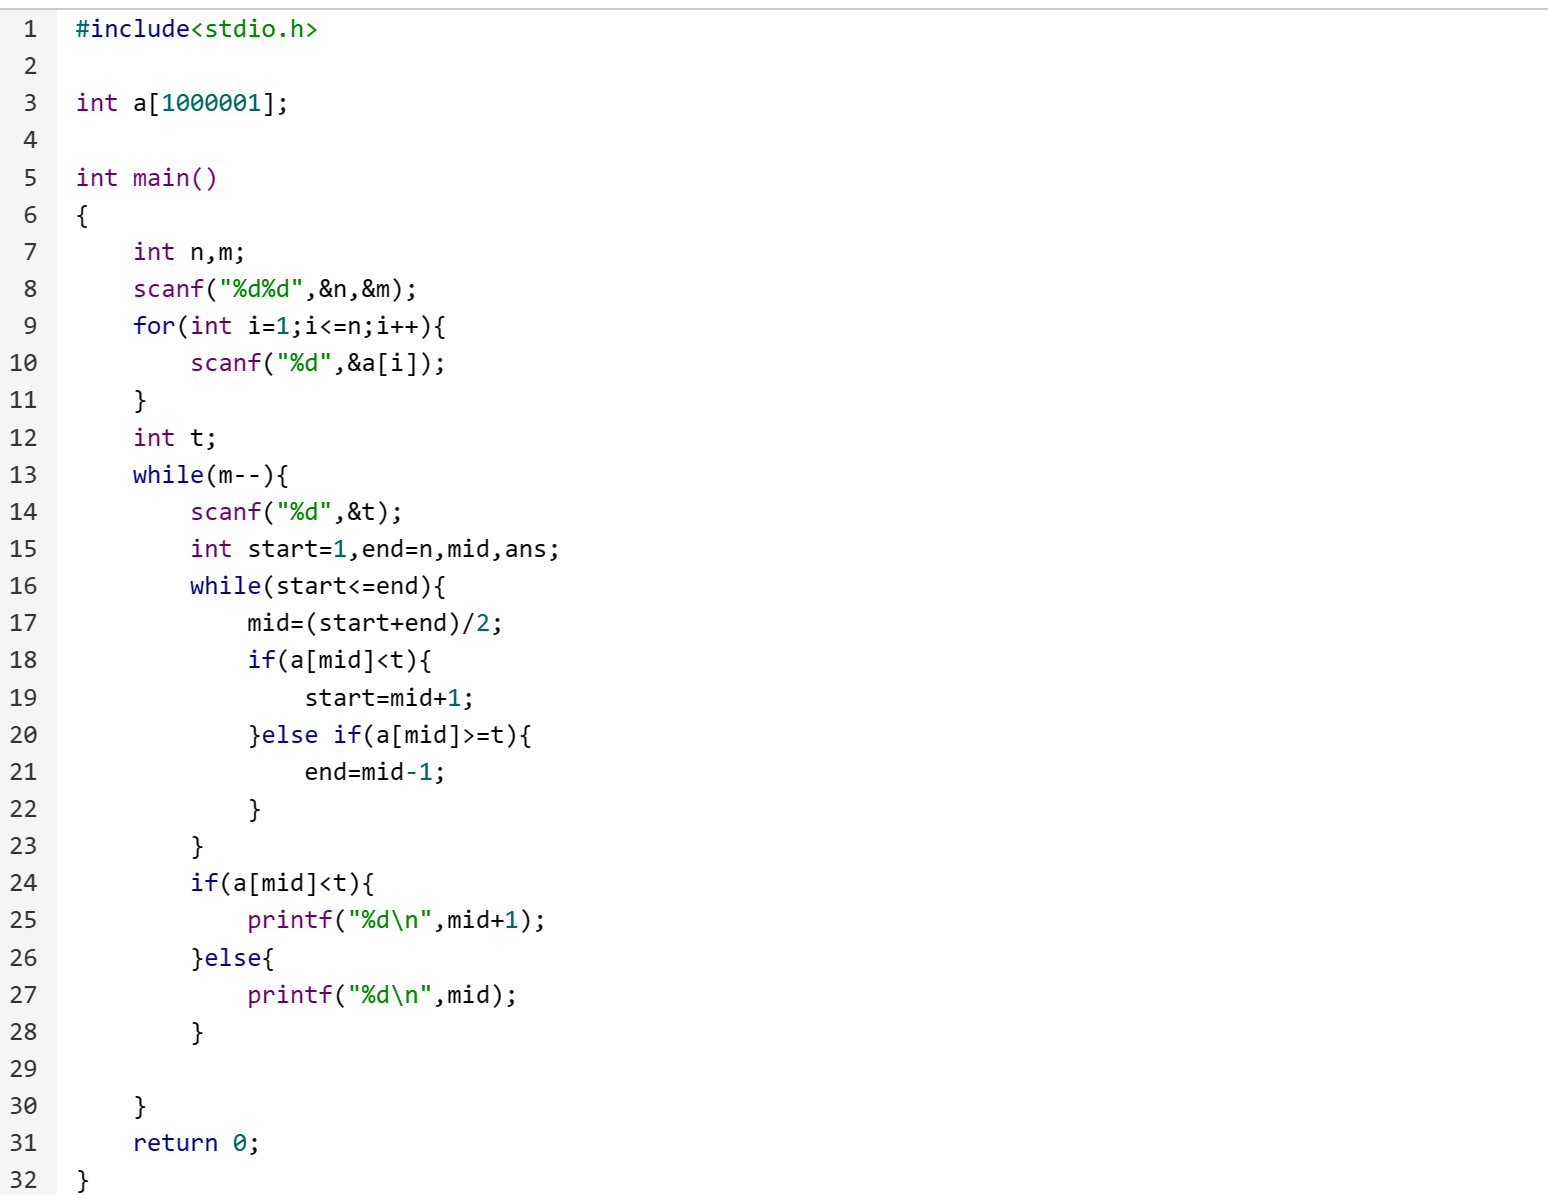 1 #include<stdio.h>
2
3 int a[1000001];
4
5 int main()
6 {
7     int n,m;
8     scanf("%d%d",&n,&m);
9     for(int i=1;i<=n;i++){
10         scanf("%d",&a[i]);
11     }
12     int t;
13     while(m--){
14         scanf("%d",&t);
15         int start=1,end=n,mid,ans;
16         while(start<=end){
17             mid=(start+end)/2;
18             if(a[mid]<t){
19                 start=mid+1;
20             }else if(a[mid]>=t){
21                 end=mid-1;
22             }
23         }
24         if(a[mid]<t){
25             printf("%d\n",mid+1);
26         }else{
27             printf("%d\n",mid);
28         }
29
30     }
31     return 0;
32 }